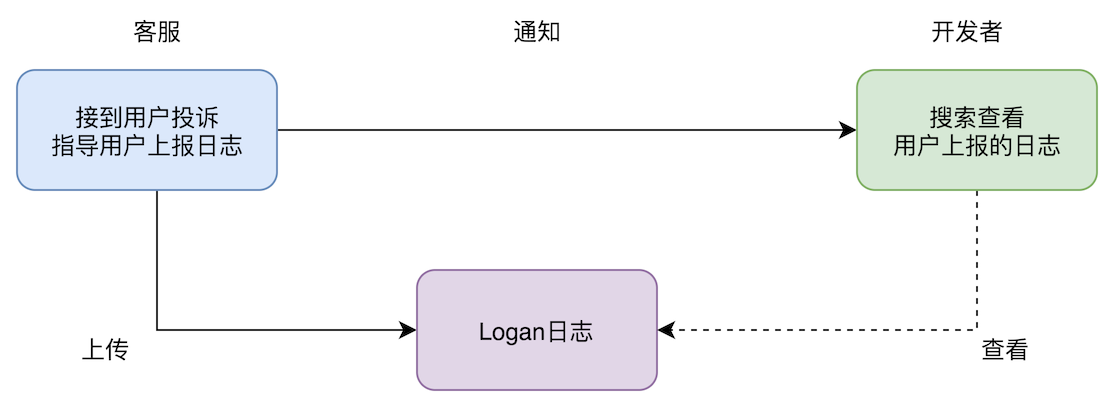 客服
通知
开发者
接到用户投诉
指导用户上报日志
搜索查看
用户上报的日志
Logan日志
上传
查看